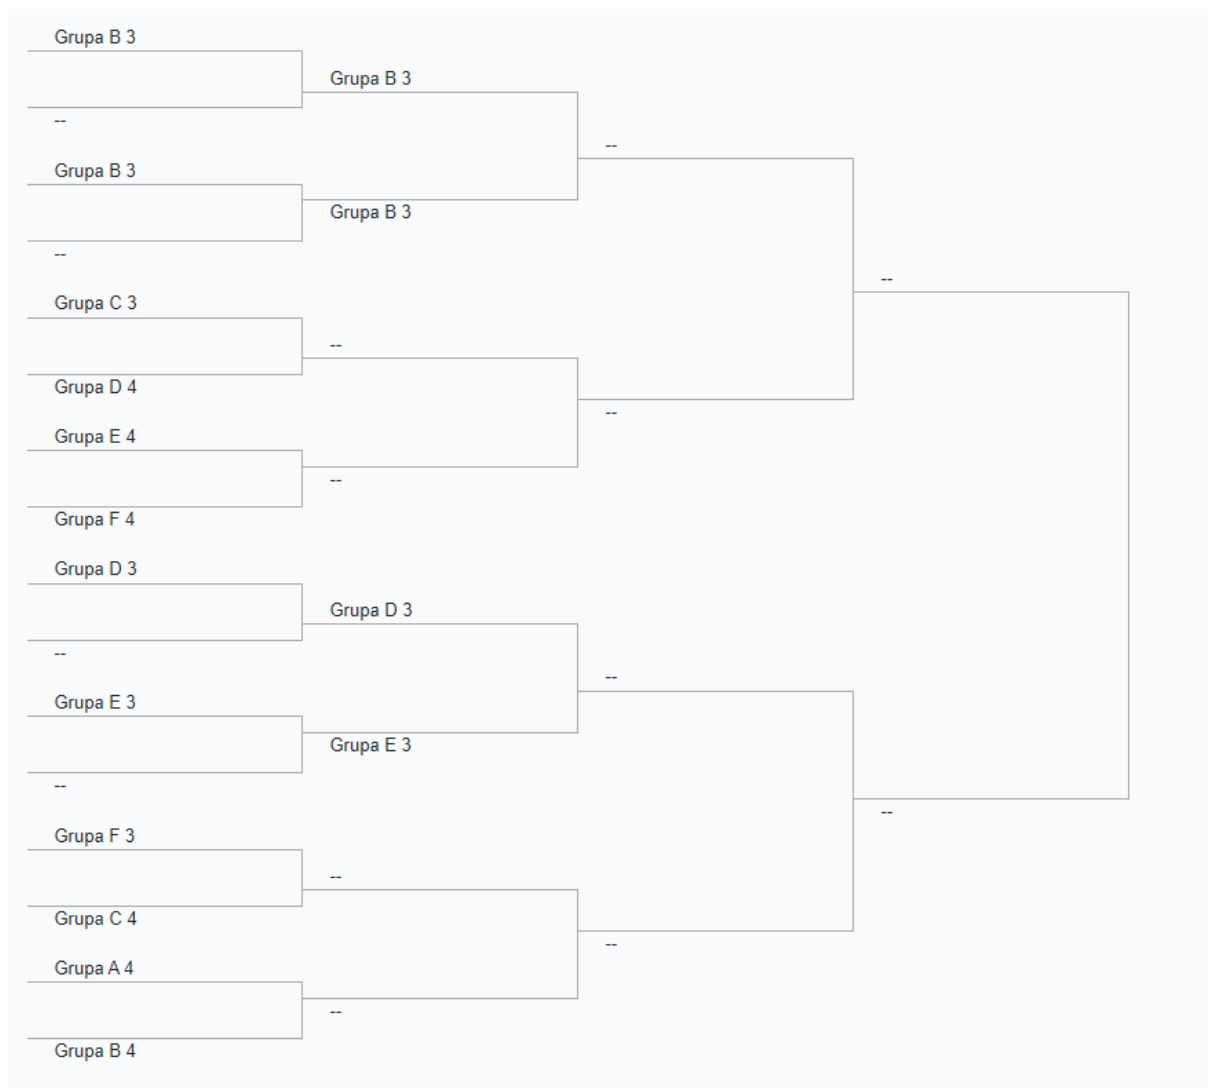 Grupa B 3
--
Grupa B 3
--
Grupa C 3
Grupa D 4
Grupa E 4
Grupa F 4
Grupa D 3
--
Grupa E 3
--
Grupa F 3
Grupa C 4
Grupa A 4
Grupa B 4
Grupa B 3
Grupa B 3
--
--
Grupa D 3
Grupa E 3
--
--
--
--
--
--
--
--